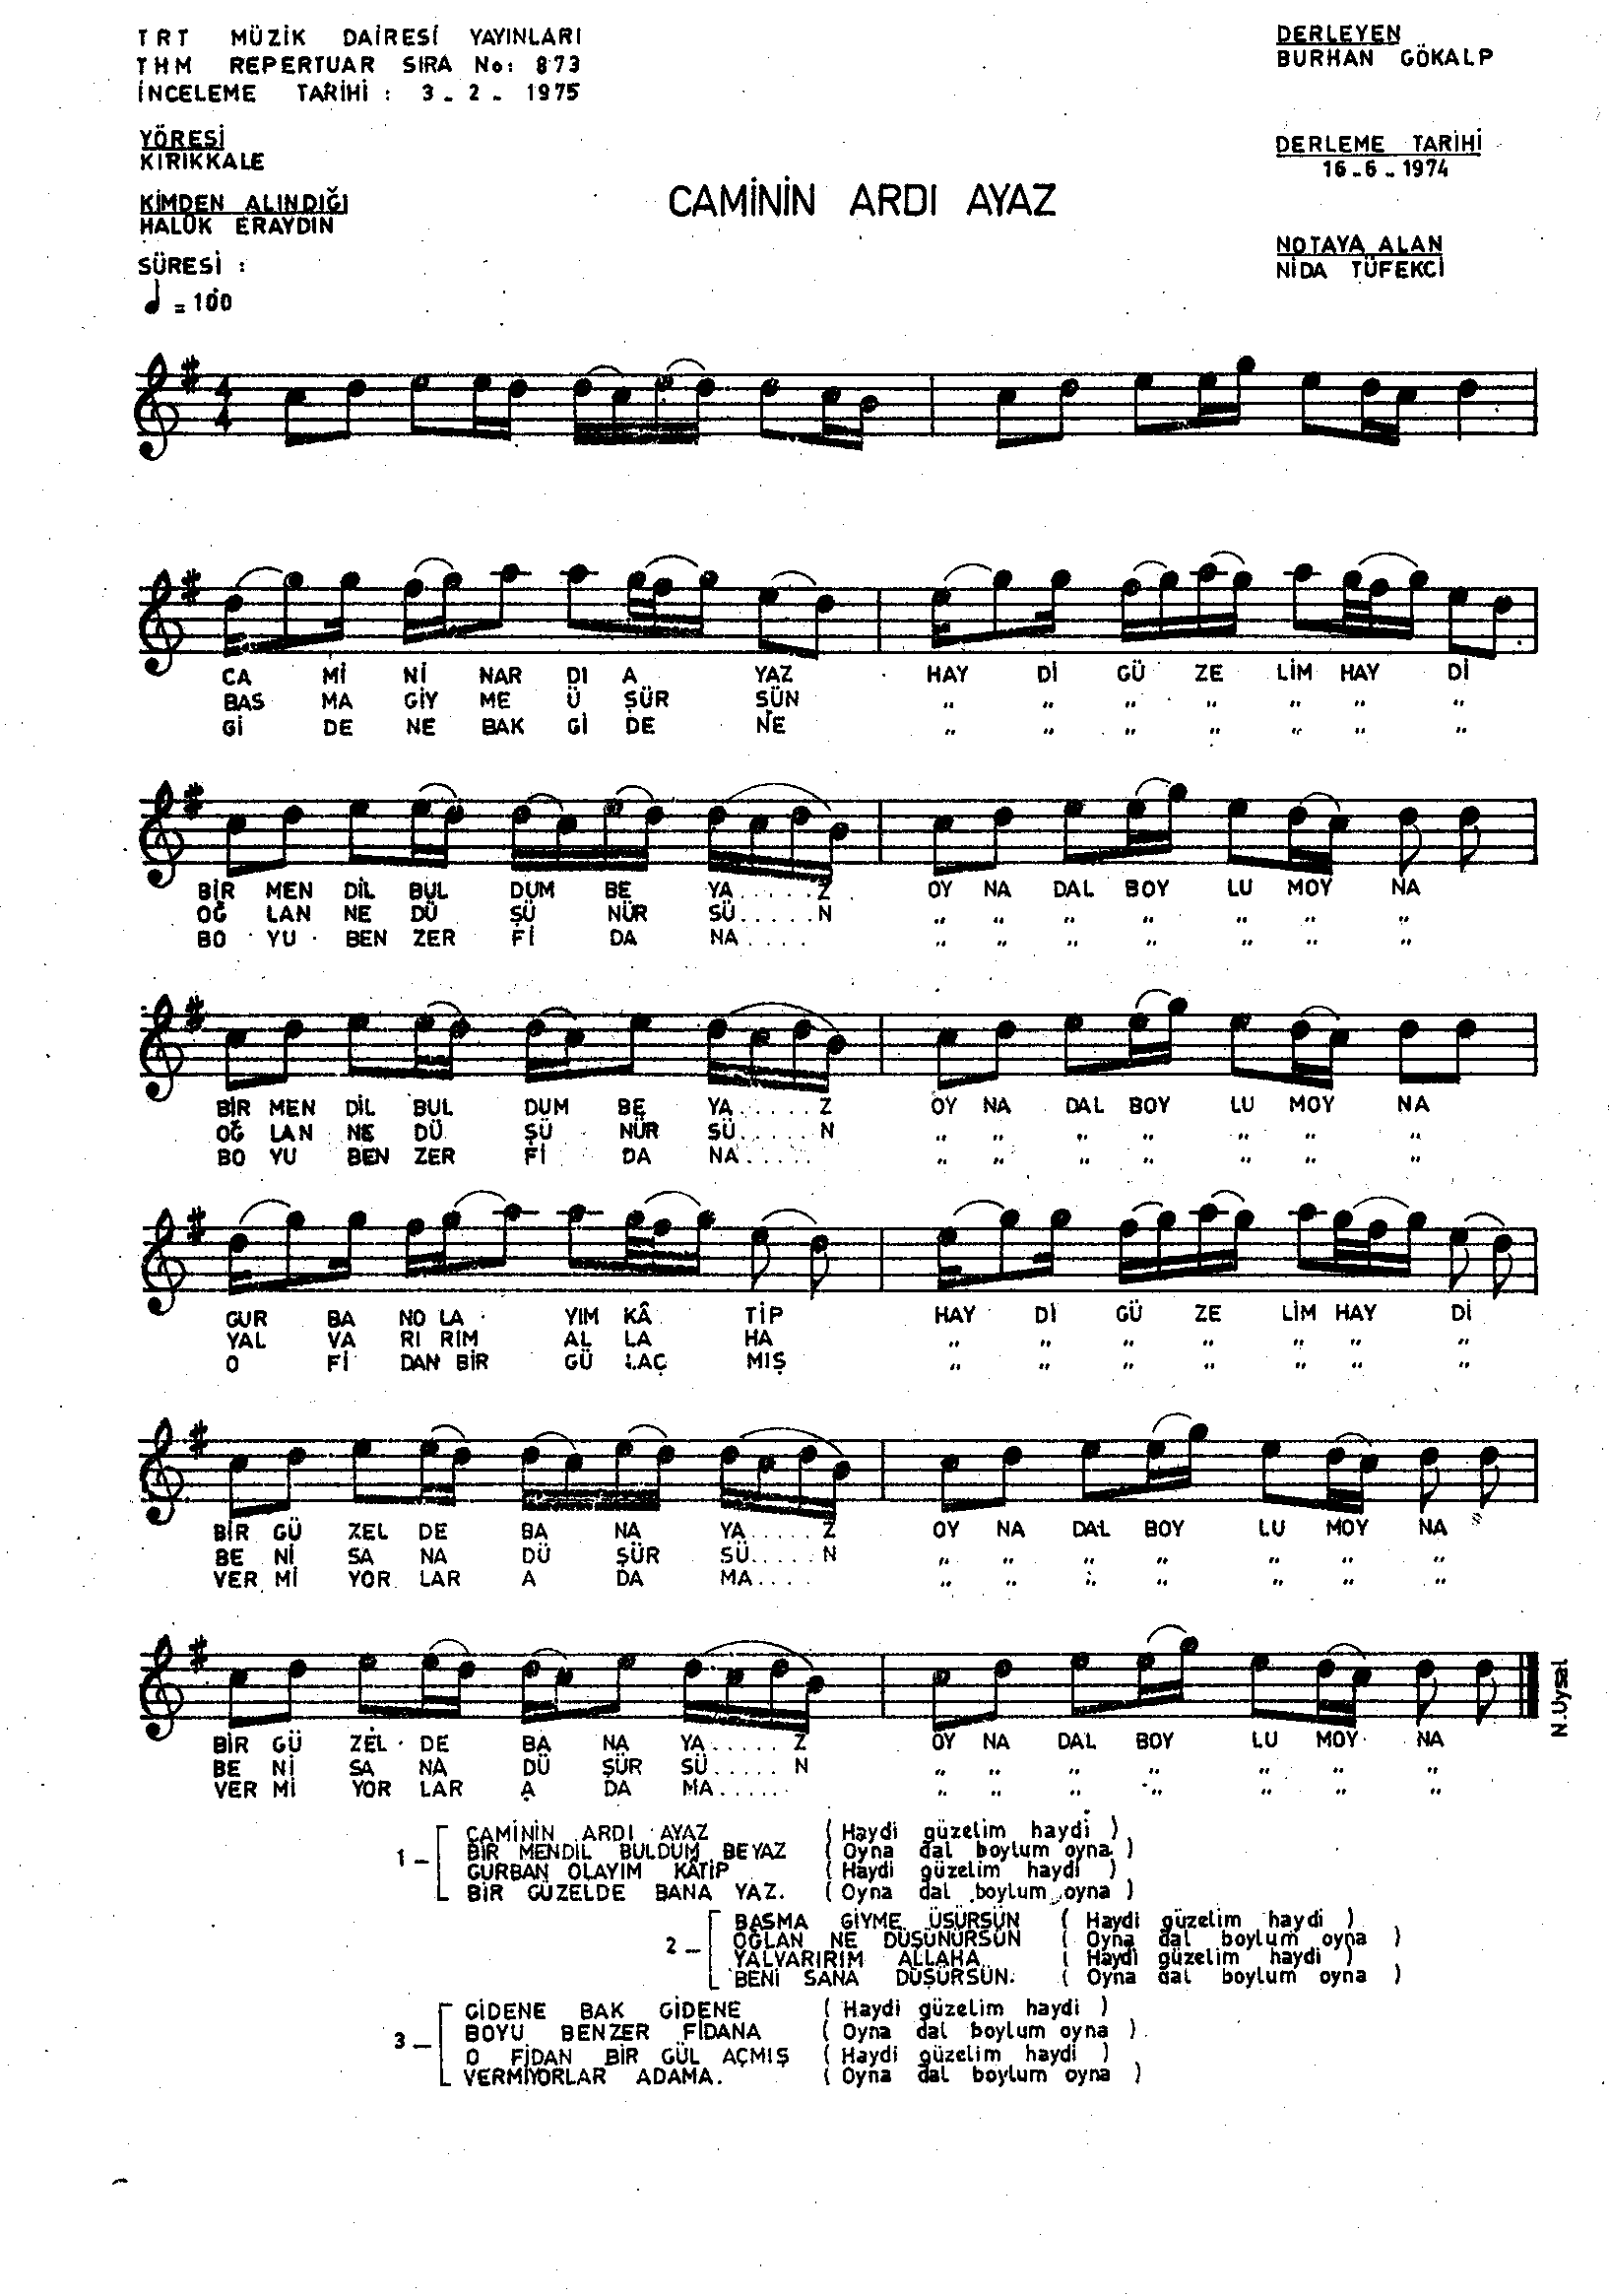 TRT MÜZİK DAİRESİ YAYINLARI
THM REPERTUAR SIRA No: 873
İNCELEME TARİHİ : 3 - 2 - 1975
DERLEYEN
BURHAN GÖKALP
YÖRESİ
KIRIKKALE
DERLEME TARİHİ
16-6-1974
KİMDEN ALINDIĞI
HALUK ERAYDIN
CAMİNİN ARDI AYAZ
NOTAYA ALAN
NİDA TÜFEKCİ
SÜRESİ :
♩ = 100
4
4
CA Mİ Nİ NAR DI A YAZ HAY Dİ GÜ ZE LİM HAY Dİ
BAS MA GİY ME Ü ŞÜR SÜN " " " " " " "
Gİ DE NE BAK Gİ DE NE " " " " " " "
BİR MEN DİL BUL DUM BE YA.....Z OY NA DAL BOY LU MOY NA
OĞ LAN NE DÜ ŞÜ NÜR SÜ.....N " " " " " " "
BO YU BEN ZER Fİ DA NA.... " " " " " " "
BİR MEN DİL BUL DUM BE YA.....Z OY NA DAL BOY LU MOY NA
OĞ LAN NE DÜ ŞÜ NÜR SÜ.....N " " " " " " "
BO YU BEN ZER Fİ DA NA..... " " " " " " "
GUR BA NO LA YIM KÂ TİP HAY Dİ GÜ ZE LİM HAY Dİ
YAL VA RI RIM AL LA HA " " " " " " "
O Fİ DAN BİR GÜ LAÇ MIŞ " " " " " " "
BİR GÜ ZEL DE BA NA YA.....Z OY NA DAL BOY LU MOY NA
BE Nİ SA NA DÜ ŞÜR SÜ.....N " " " " " " "
VER Mİ YOR LAR A DA MA.... " " " " " " "
BİR GÜ ZEL DE BA NA YA.....Z OY NA DAL BOY LU MOY NA
BE Nİ SA NA DÜ ŞÜR SÜ.....N " " " " " " "
VER Mİ YOR LAR A DA MA..... " " " " " " "
N.Uysal
1 - CAMİNİN ARDI AYAZ ( Haydi güzelim haydi )
BİR MENDİL BULDUM BEYAZ ( Oyna dal boylum oyna )
GURBAN OLAYIM KÂTİP ( Haydi güzelim haydi )
BİR GÜZELDE BANA YAZ. ( Oyna dal boylum oyna )
2 - BASMA GİYME ÜŞÜRSÜN ( Haydi güzelim haydi )
OĞLAN NE DÜŞÜNÜRSÜN ( Oyna dal boylum oyna )
YALVARIRIM ALLAHA ( Haydi güzelim haydi )
BENİ SANA DÜŞÜRSÜN. ( Oyna dal boylum oyna )
3 - GİDENE BAK GİDENE ( Haydi güzelim haydi )
BOYU BENZER FİDANA ( Oyna dal boylum oyna )
O FİDAN BİR GÜL AÇMIŞ ( Haydi güzelim haydi )
VERMİYORLAR ADAMA. ( Oyna dal boylum oyna )